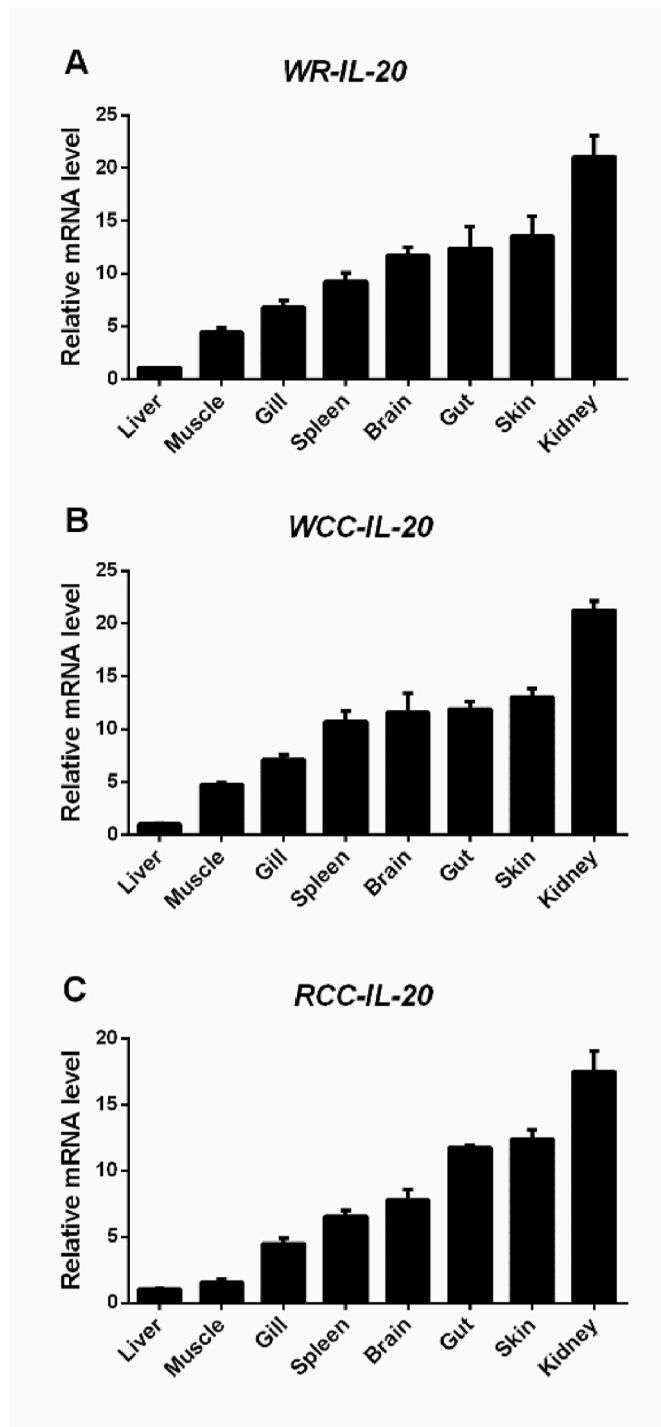 A
WR-IL-20
Relative mRNA level
25
20
15
10
5
0
Liver
Muscle
Gill
Spleen
Brain
Gut
Skin
Kidney
B
WCC-IL-20
Relative mRNA level
25
20
15
10
5
0
Liver
Muscle
Gill
Spleen
Brain
Gut
Skin
Kidney
C
RCC-IL-20
Relative mRNA level
20
15
10
5
0
Liver
Muscle
Gill
Spleen
Brain
Gut
Skin
Kidney